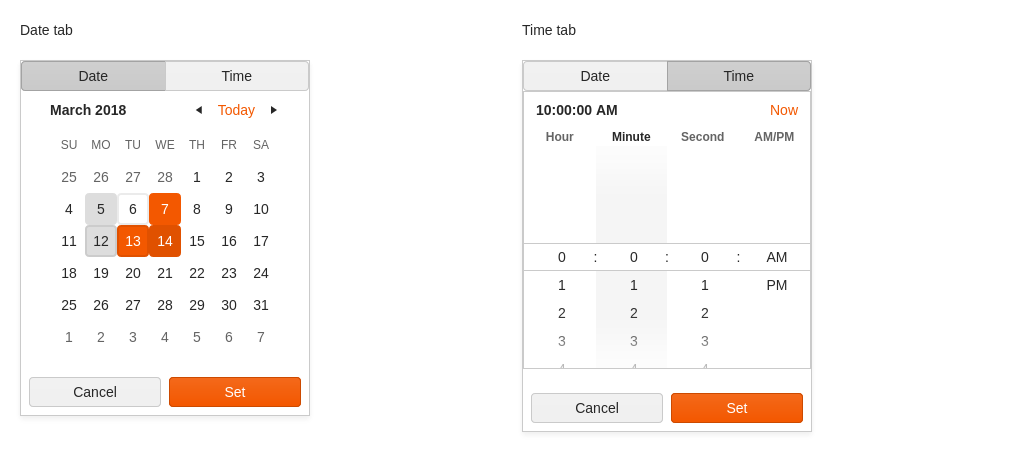 Date tab
Date Time
March 2018 ◄ Today ►
SU MO TU WE TH FR SA
25 26 27 28 1 2 3
4 5 6 7 8 9 10
11 12 13 14 15 16 17
18 19 20 21 22 23 24
25 26 27 28 29 30 31
1 2 3 4 5 6 7
Cancel Set
Time tab
Date Time
10:00:00 AM Now
Hour Minute Second AM/PM
0 : 0 : 0 : AM
1 1 1 PM
2 2 2
3 3 3
4 4 4
Cancel Set